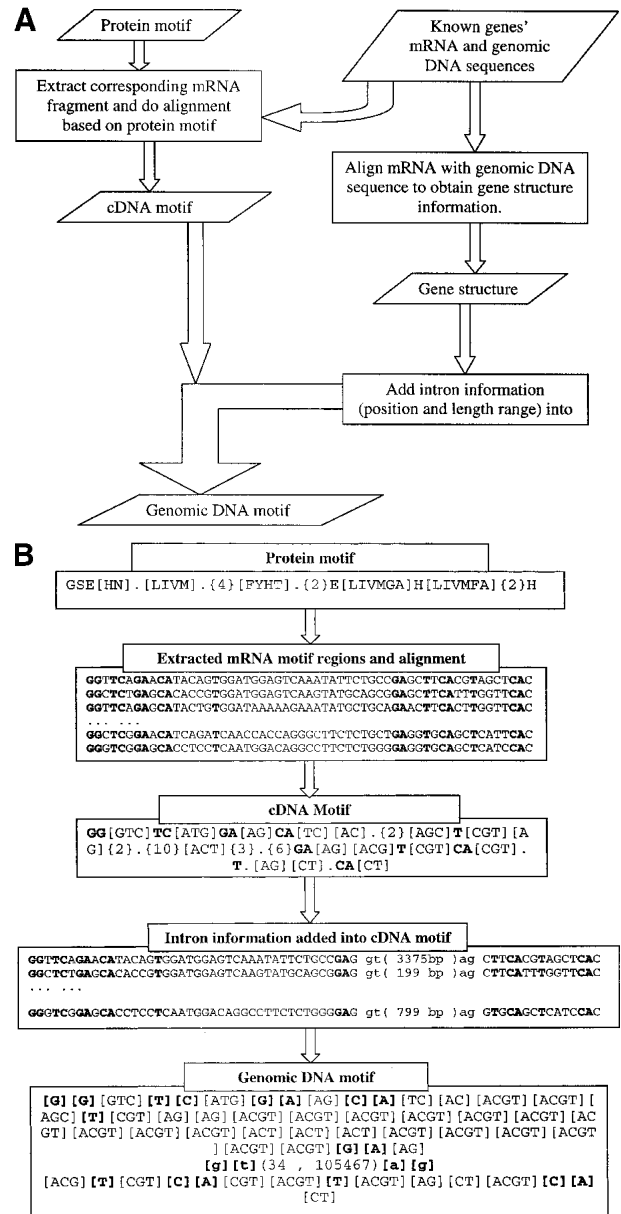 A
Protein motif
Known genes'
mRNA and genomic
DNA sequences
Extract corresponding mRNA
fragment and do alignment
based on protein motif
Align mRNA with genomic DNA
sequence to obtain gene structure
information.
cDNA motif
Gene structure
Add intron information
(position and length range) into
Genomic DNA motif
B
Protein motif
GSE[HN].[LIVM].{4}[FYHT].{2}E[LIVMGA]H[LIVMFA]{2}H
Extracted mRNA motif regions and alignment
GGTTCAGAACATACAGTGGATGGAGTCAAATATTCTGCCGAGCTTCACGTAGCTCAC
GGCTCTGAGCACACCGTGGATGGAGTCAAGTATGCAGCGGAGCTTCATTTGGTTCAC
GGTTCAGAGCATACTGTGGATAAAAAGAAATATGCTGCAGAACTTCACTTGGTTCAC
... ...
GGCTCGGAACATCAGATCAACCACCAGGGCTTCTCTGCTGAGGTGCAGCTCATTCAC
GGGTCGGAGCACCTCCTCAATGGACAGGCCTTCTCTGGGGAGGTGCAGCTCATCCAC
cDNA Motif
GG[GTC]TC[ATG]GA[AG]CA[TC][AC].{2}[AGC]T[CGT][A
G]{2}.{10}[ACT]{3}.{6}GA[AG][ACG]T[CGT]CA[CGT].
T.[AG][CT].CA[CT]
Intron information added into cDNA motif
GGTTCAGAACATACAGTGGATGGAGTCAAATATTCTGCCGAG gt( 3375bp )ag CTTCACGTAGCTCAC
GGCTCTGAGCACACCGTGGATGGAGTCAAGTATGCAGCGGAG gt( 199 bp )ag CTTCATTTGGTTCAC
... ...
GGGTCGGAGCACCTCCTCAATGGACAGGCCTTCTCTGGGGAG gt( 799 bp )ag GTGCAGCTCATCCAC
Genomic DNA motif
[G][G][GTC][T][C][ATG][G][A][AG][C][A][TC][AC][ACGT][ACGT][
AGC][T][CGT][AG][AG][ACGT][ACGT][ACGT][ACGT][ACGT][ACGT][AC
GT][ACGT][ACGT][ACGT][ACT][ACT][ACT][ACGT][ACGT][ACGT][ACGT
][ACGT][ACGT][G][A][AG]
[g][t](34 , 105467)[a][g]
[ACG][T][CGT][C][A][CGT][ACGT][T][ACGT][AG][CT][ACGT][C][A]
[CT]